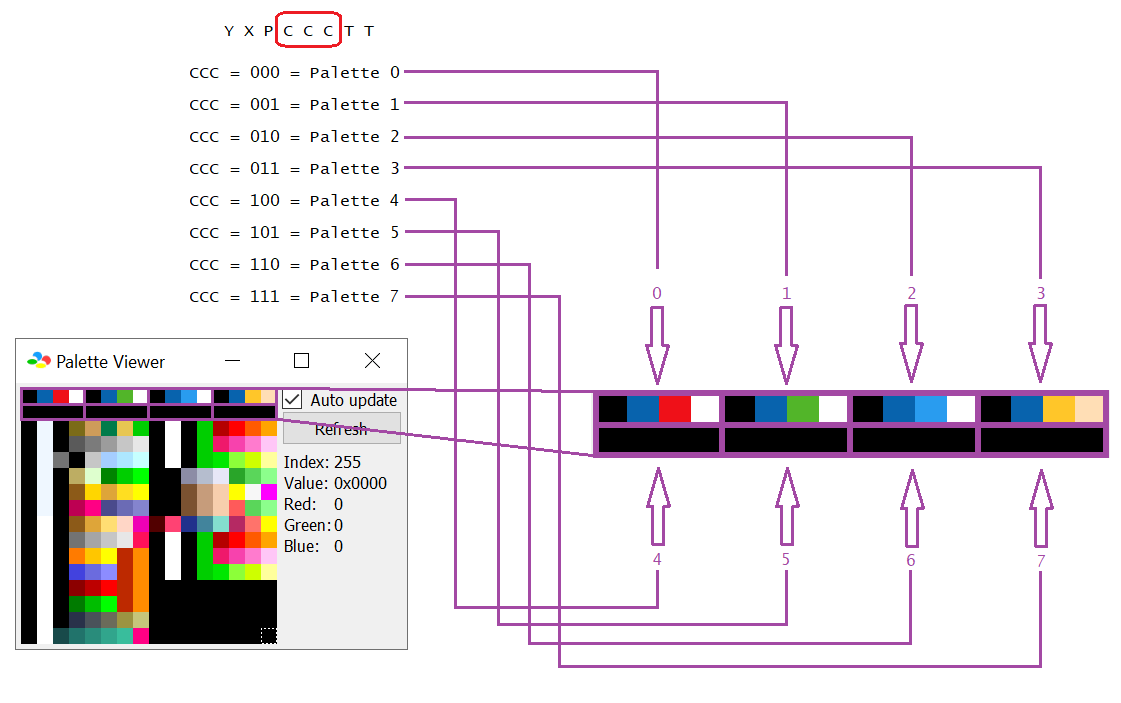 Y X P C C C T T
CCC = 000 = Palette 0
CCC = 001 = Palette 1
CCC = 010 = Palette 2
CCC = 011 = Palette 3
CCC = 100 = Palette 4
CCC = 101 = Palette 5
CCC = 110 = Palette 6
CCC = 111 = Palette 7
0 1 2 3
Palette Viewer
Auto update
Refresh
Index: 255
Value: 0x0000
Red: 0
Green: 0
Blue: 0
4 5 6 7